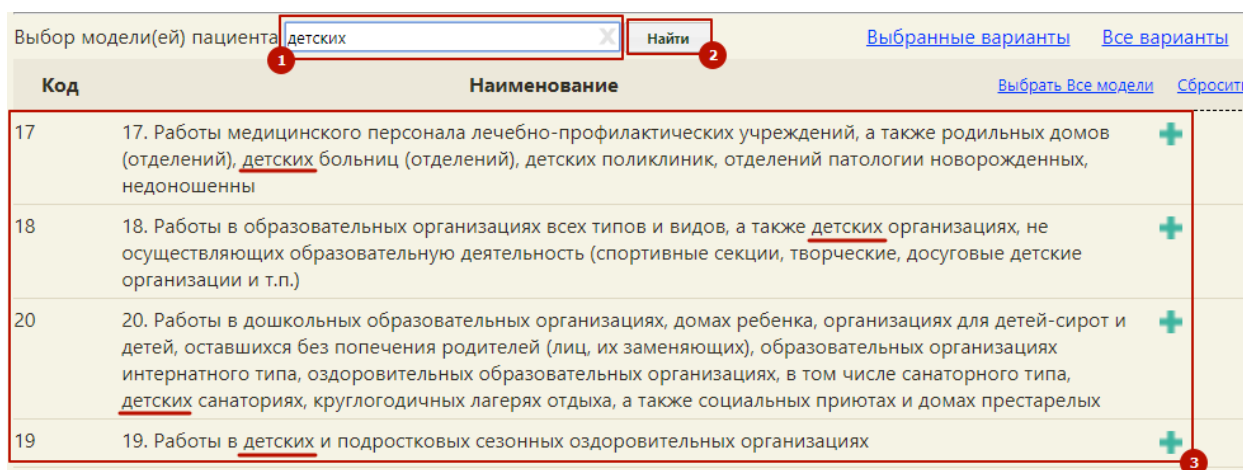 Выбор модели(ей) пациента детских X Найти Выбранные варианты Все варианты
1 2
Код Наименование Выбрать Все модели Сбросить
17 17. Работы медицинского персонала лечебно-профилактических учреждений, а также родильных домов
(отделений), детских больниц (отделений), детских поликлиник, отделений патологии новорожденных,
недоношенны
18 18. Работы в образовательных организациях всех типов и видов, а также детских организациях, не
осуществляющих образовательную деятельность (спортивные секции, творческие, досуговые детские
организации и т.п.)
20 20. Работы в дошкольных образовательных организациях, домах ребенка, организациях для детей-сирот и
детей, оставшихся без попечения родителей (лиц, их заменяющих), образовательных организациях
интернатного типа, оздоровительных образовательных организациях, в том числе санаторного типа,
детских санаториях, круглогодичных лагерях отдыха, а также социальных приютах и домах престарелых
19 19. Работы в детских и подростковых сезонных оздоровительных организациях
3